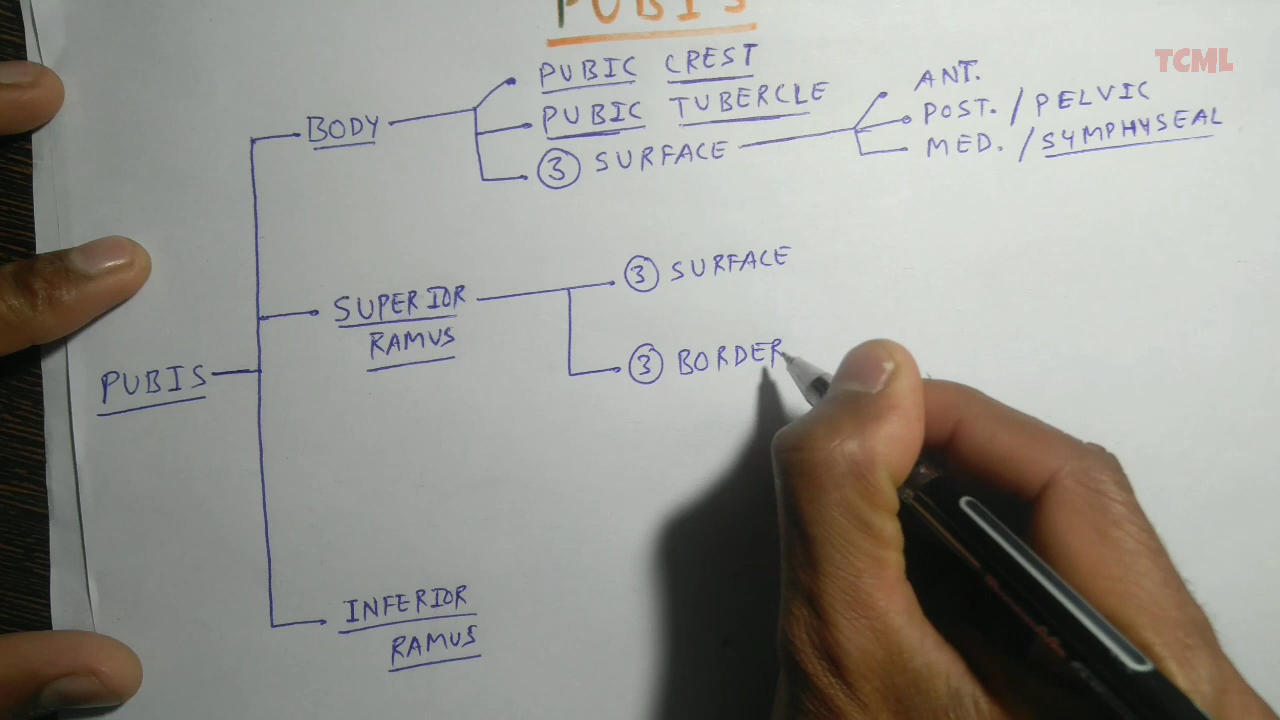 PUBIS
TCML
PUBIC CREST
PUBIC TUBERCLE
③ SURFACE
ANT.
POST. / PELVIC
MED. / SYMPHYSEAL
BODY
③ SURFACE
SUPERIOR
RAMUS
③ BORDER
PUBIS
INFERIOR
RAMUS